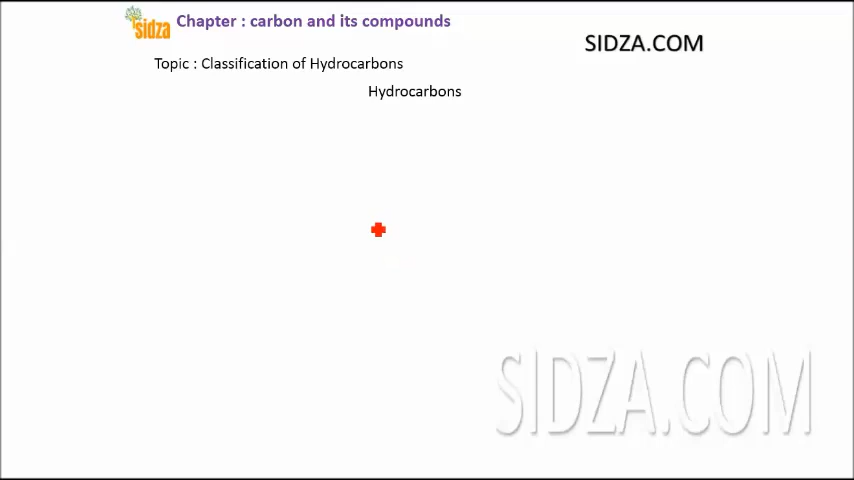 sidza
Chapter : carbon and its compounds
SIDZA.COM
Topic : Classification of Hydrocarbons
Hydrocarbons
SIDZA.COM